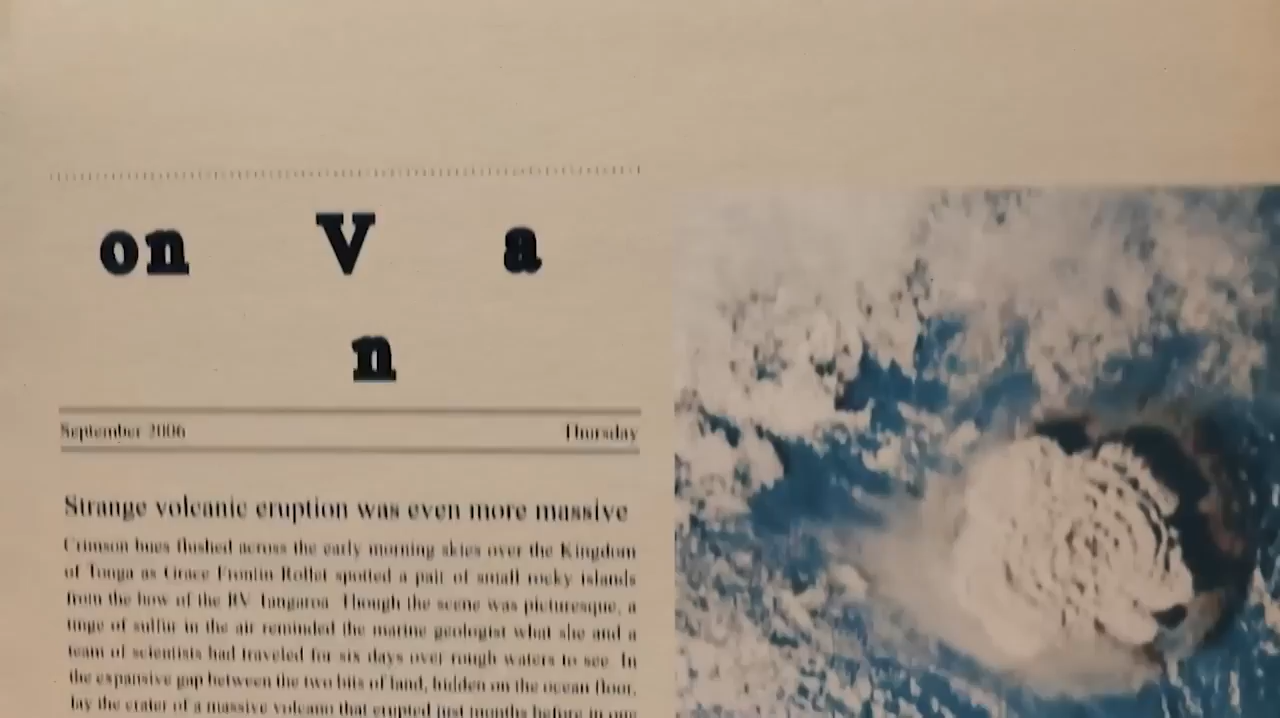 on V a
n
September 2006 Thursday
Strange volcanic eruption was even more massive
Crimson hues flushed across the early morning skies over the Kingdom
of Tonga as Grace Frontin Rollet spotted a pair of small rocky islands
from the bow of the RV Tangaroa. Though the scene was picturesque, a
tinge of sulfur in the air reminded the marine geologist what she and a
team of scientists had traveled for six days over rough waters to see. In
the expansive gap between the two bits of land, hidden on the ocean floor,
lay the crater of a massive volcano that erupted just months before in one